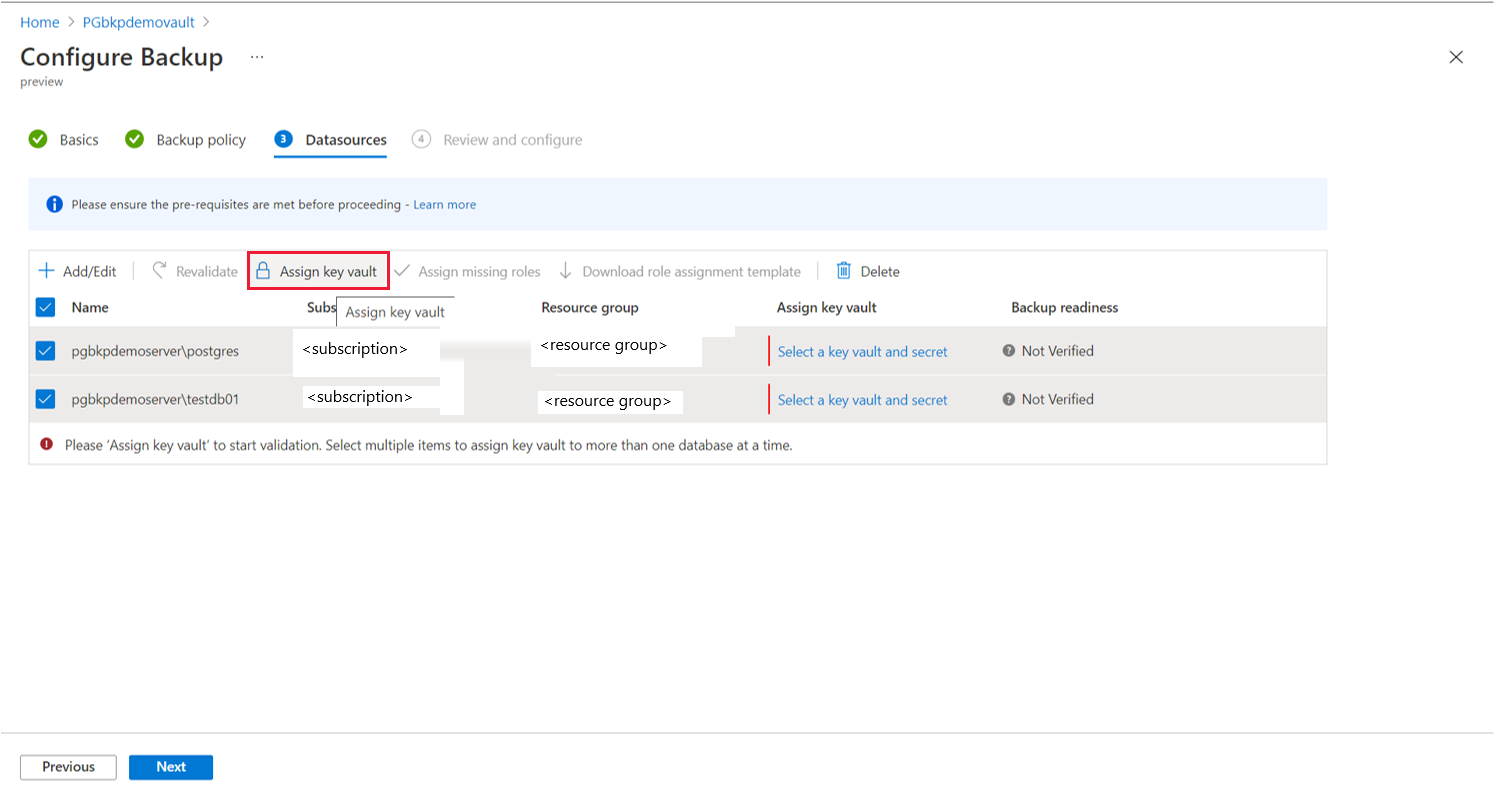 Home > PGbkpdemovault >
Configure Backup ...
preview
Basics Backup policy 3 Datasources 4 Review and configure
Please ensure the pre-requisites are met before proceeding - Learn more
Add/Edit Revalidate Assign key vault Assign missing roles Download role assignment template Delete
Name Subs Resource group Assign key vault Backup readiness
Assign key vault
pgbkpdemoserver\postgres <subscription> <resource group> Select a key vault and secret Not Verified
pgbkpdemoserver\testdb01 <subscription> <resource group> Select a key vault and secret Not Verified
Please ‘Assign key vault’ to start validation. Select multiple items to assign key vault to more than one database at a time.
Previous Next